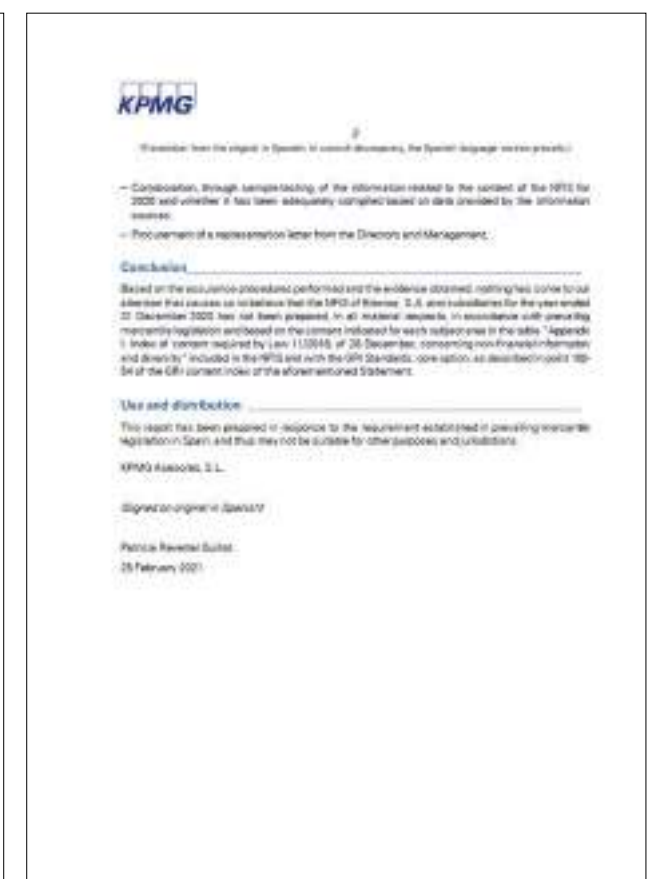 KPMG
(Translation from the original in Spanish. In case of discrepancy, the Spanish-language version prevails.)
– Corroboration, through sample testing, of the information related to the content of the NFIS for
2020 and whether it has been adequately compiled based on data provided by the information
sources.
– Procurement of a representation letter from the Directors and Management.
Conclusion
Based on the assurance procedures performed and the evidence obtained, nothing has come to our
attention that causes us to believe that the NFIS of S.A. and subsidiaries for the year ended
31 December 2020 has not been prepared, in all material respects, in accordance with prevailing
mercantile legislation and based on the content indicated for each subject area in the table "Appendix
I. Index of content required by Law 11/2018, of 28 December, concerning non-financial information
and diversity" included in the NFIS and with the GRI Standards, core option, as described in point 102-
54 of the GRI content index of the aforementioned Statement.
Use and distribution
This report has been prepared in response to the requirement established in prevailing mercantile
legislation in Spain, and thus may not be suitable for other purposes and jurisdictions.
KPMG Asesores, S.L.
(Signed on original in Spanish)
Patricia Reverter
February 2021